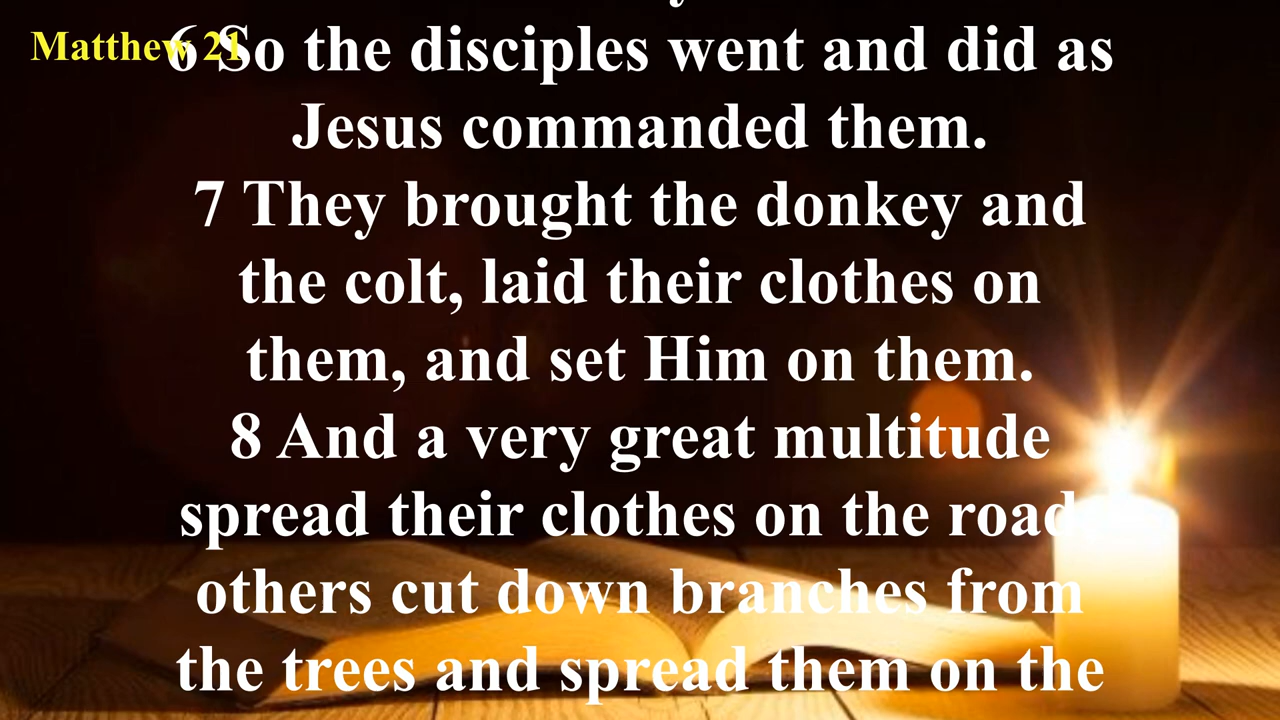 Matthew 21
6 So the disciples went and did as
Jesus commanded them.
7 They brought the donkey and
the colt, laid their clothes on
them, and set Him on them.
8 And a very great multitude
spread their clothes on the road;
others cut down branches from
the trees and spread them on the